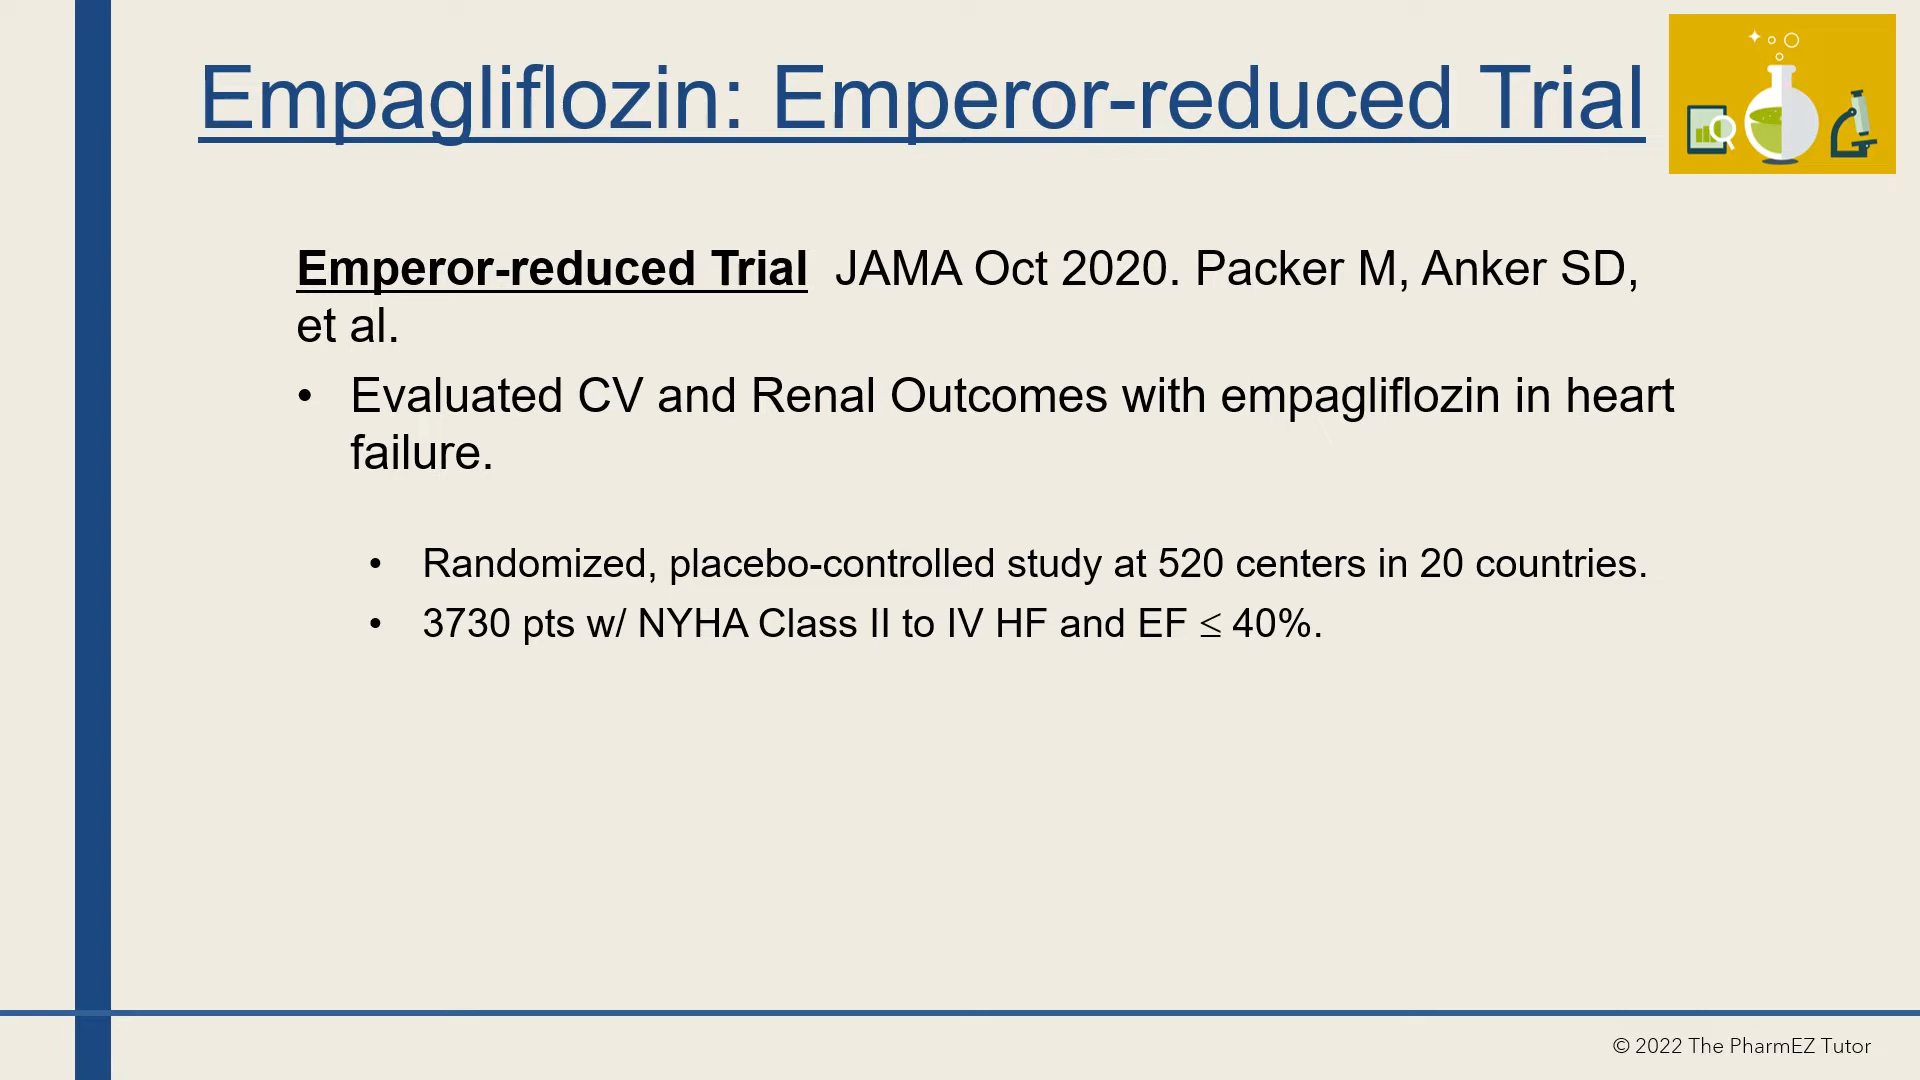 Empagliflozin: Emperor-reduced Trial
Emperor-reduced Trial JAMA Oct 2020. Packer M, Anker SD,
et al.
• Evaluated CV and Renal Outcomes with empagliflozin in heart
failure.
• Randomized, placebo-controlled study at 520 centers in 20 countries.
• 3730 pts w/ NYHA Class II to IV HF and EF ≤ 40%.
© 2022 The PharmEZ Tutor